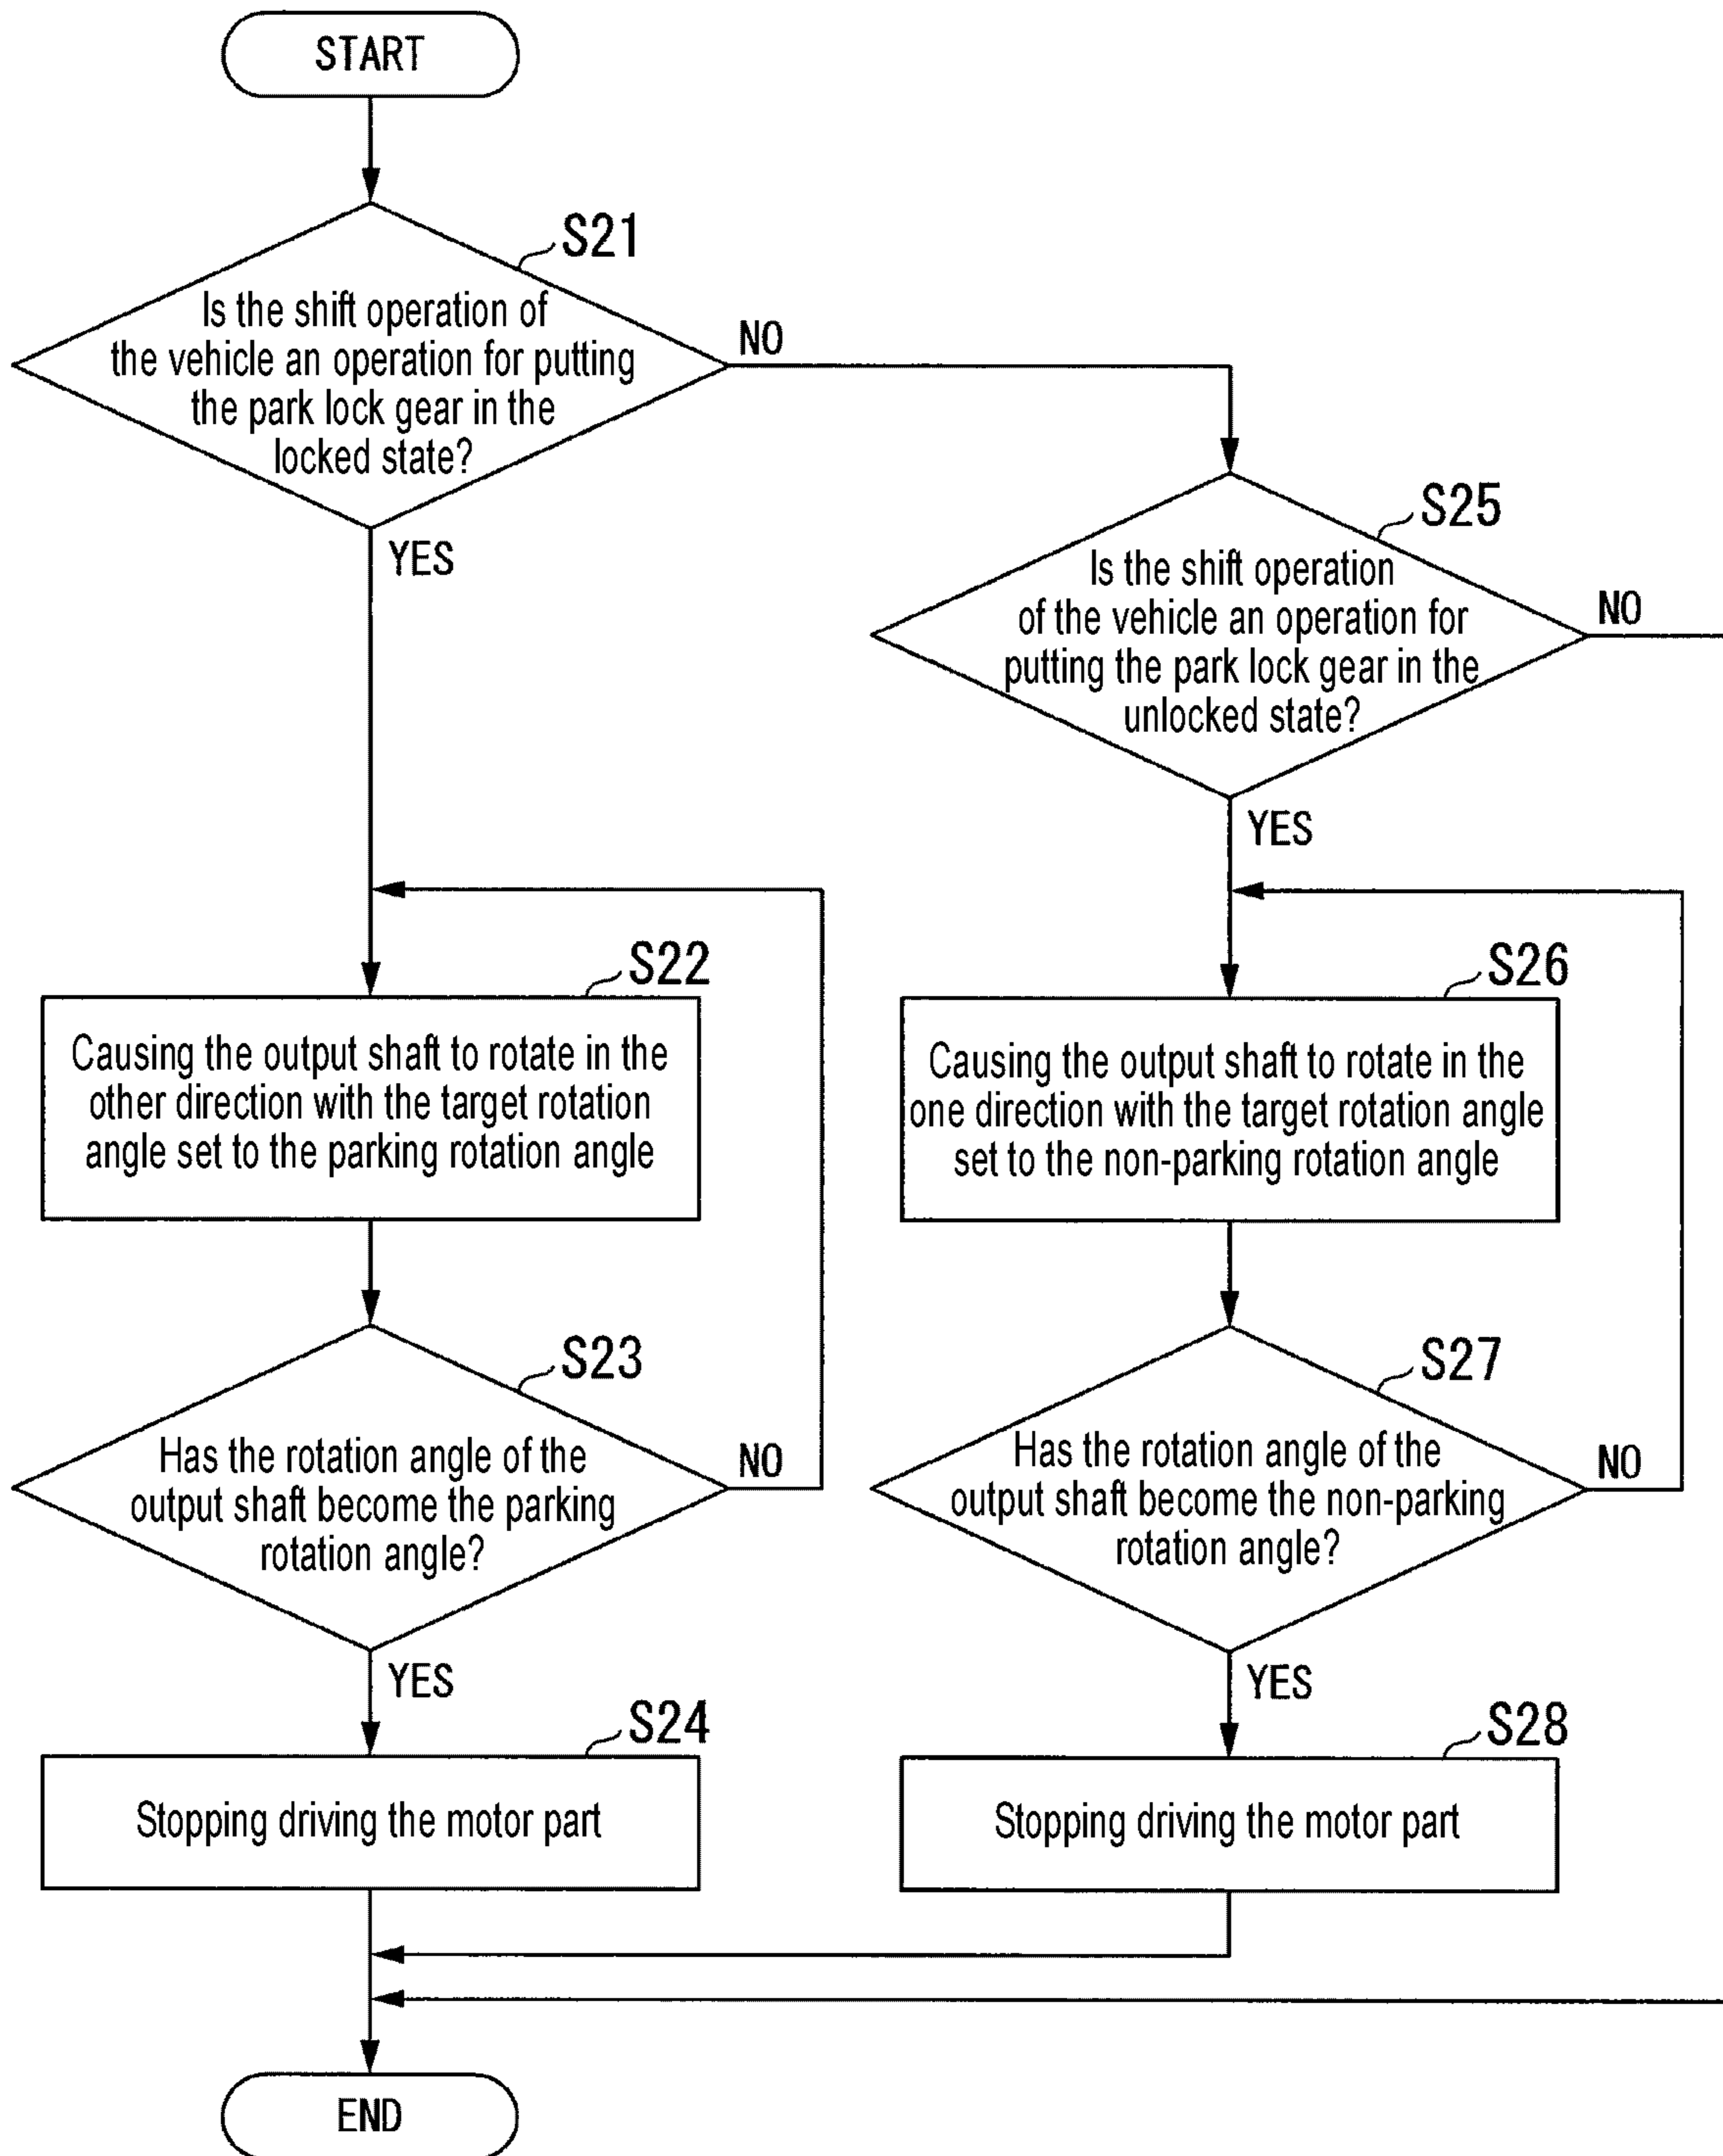 START
S21
Is the shift operation of
the vehicle an operation for putting
the park lock gear in the
locked state?
NO
YES
S25
Is the shift operation
of the vehicle an operation for
putting the park lock gear in the
unlocked state?
NO
YES
S22
Causing the output shaft to rotate in the
other direction with the target rotation
angle set to the parking rotation angle
S26
Causing the output shaft to rotate in the
one direction with the target rotation angle
set to the non-parking rotation angle
S23
Has the rotation angle of the
output shaft become the parking
rotation angle?
NO
YES
S27
Has the rotation angle of the
output shaft become the non-parking
rotation angle?
NO
YES
S24
Stopping driving the motor part
S28
Stopping driving the motor part
END